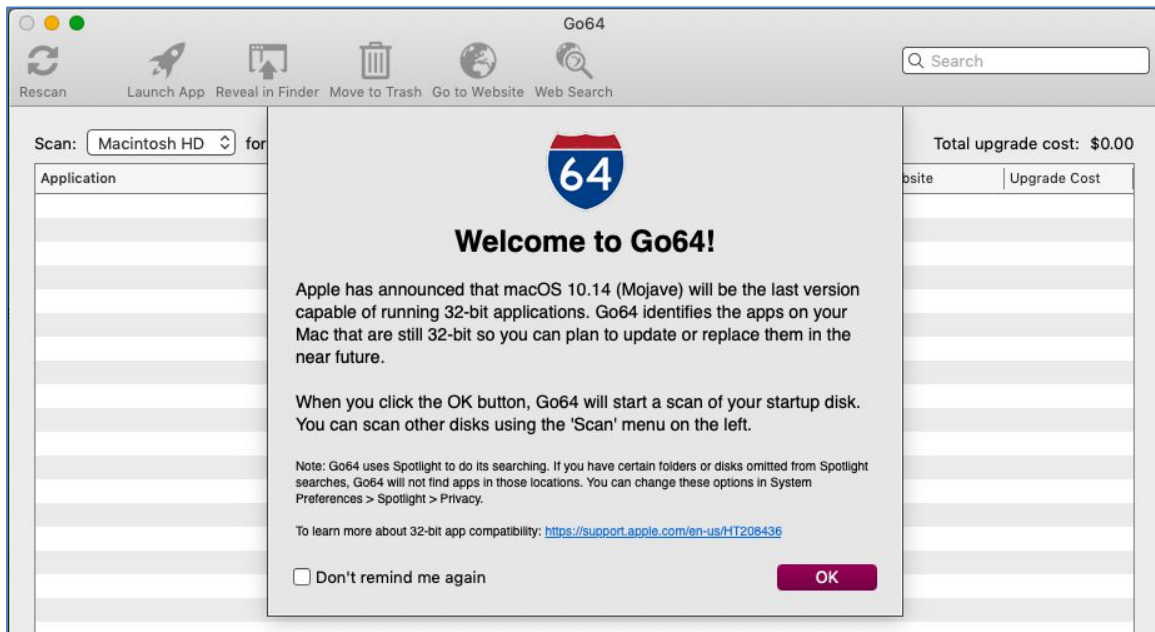 Go64
Rescan
Launch App
Reveal in Finder
Move to Trash
Go to Website
Web Search
Search
Scan: Macintosh HD for
Total upgrade cost: $0.00
Application
bsite
Upgrade Cost
64
Welcome to Go64!
Apple has announced that macOS 10.14 (Mojave) will be the last version
capable of running 32-bit applications. Go64 identifies the apps on your
Mac that are still 32-bit so you can plan to update or replace them in the
near future.
When you click the OK button, Go64 will start a scan of your startup disk.
You can scan other disks using the 'Scan' menu on the left.
Note: Go64 uses Spotlight to do its searching. If you have certain folders or disks omitted from Spotlight
searches, Go64 will not find apps in those locations. You can change these options in System
Preferences > Spotlight > Privacy.
To learn more about 32-bit app compatibility: https://support.apple.com/en-us/HT208436
Don't remind me again
OK